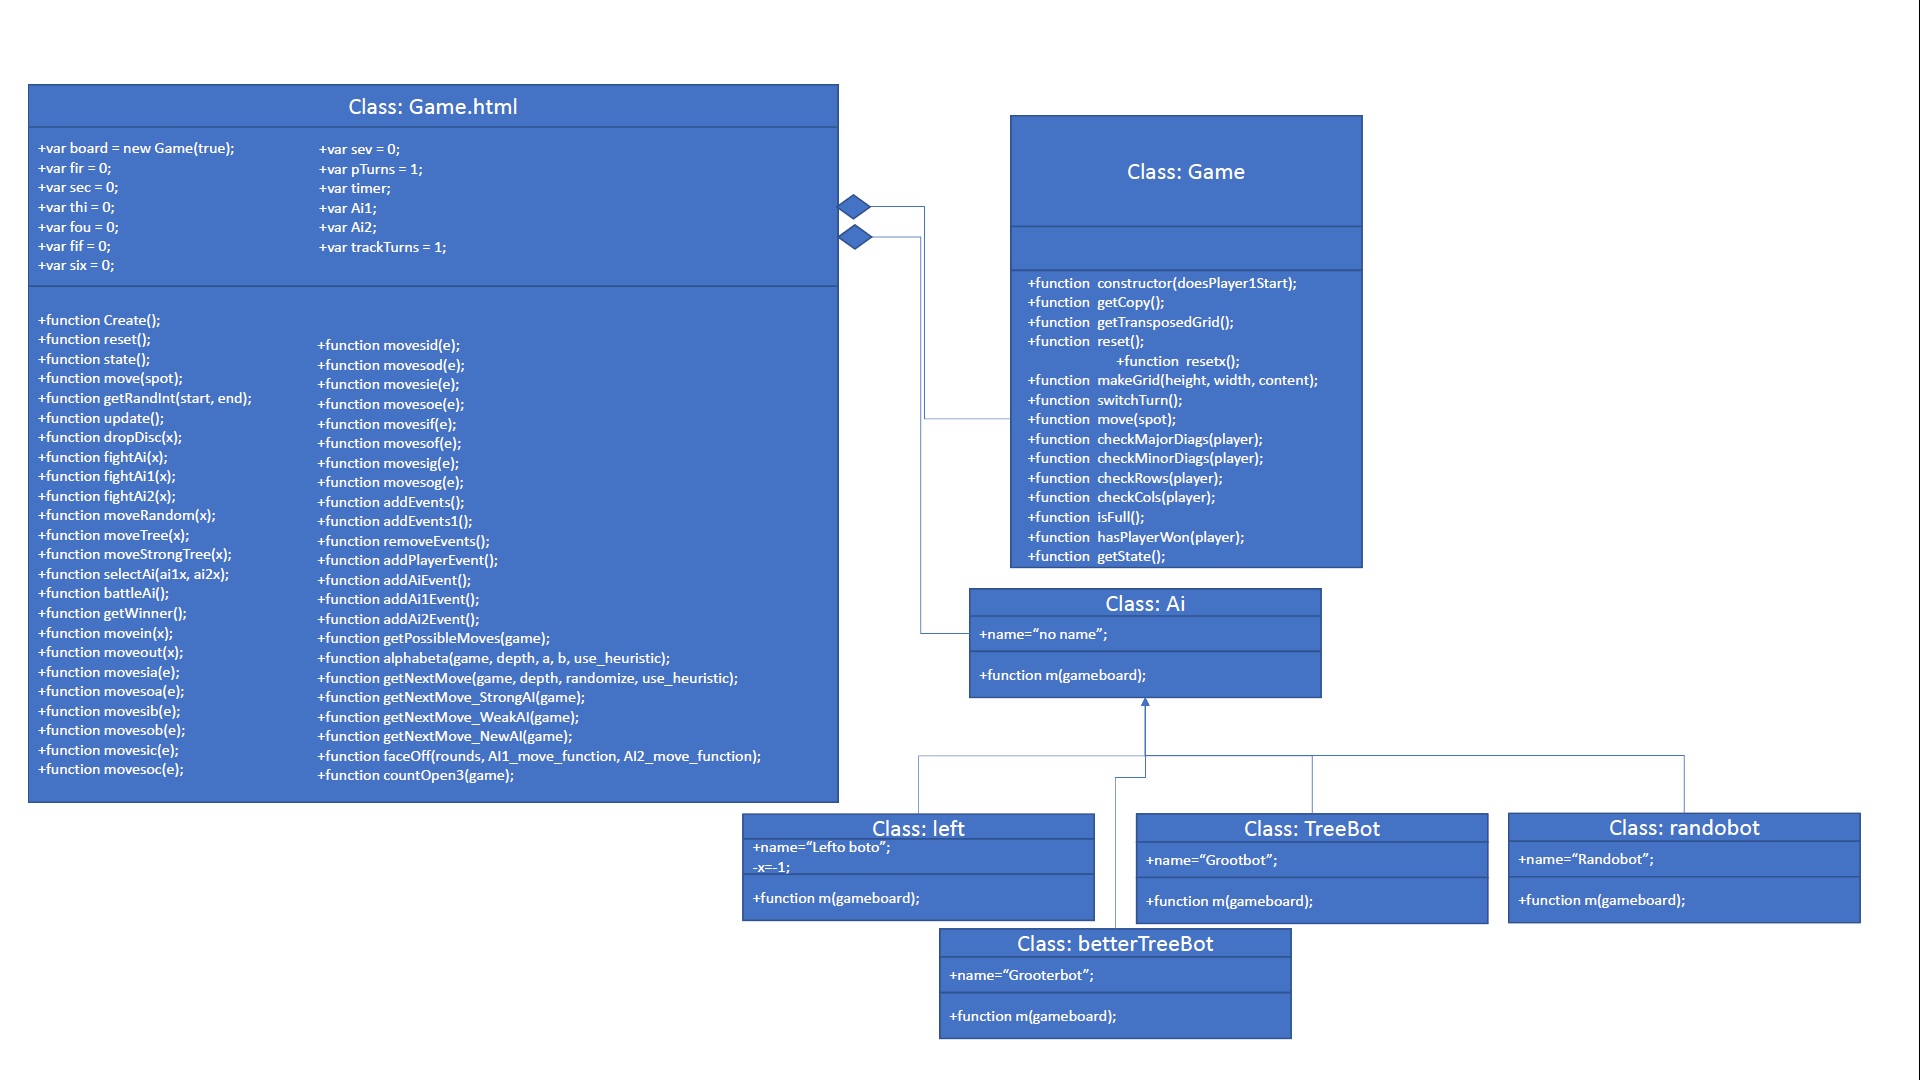 Class: Game.html
+var board = new Game(true);
+var fir = 0;
+var sec = 0;
+var thi = 0;
+var fou = 0;
+var fif = 0;
+var six = 0;
+var sev = 0;
+var pTurns = 1;
+var timer;
+var Ai1;
+var Ai2;
+var trackTurns = 1;
+function Create();
+function reset();
+function state();
+function move(spot);
+function getRandInt(start, end);
+function update();
+function dropDisc(x);
+function fightAi(x);
+function fightAi1(x);
+function fightAi2(x);
+function moveRandom(x);
+function moveTree(x);
+function moveStrongTree(x);
+function selectAi(ai1x, ai2x);
+function battleAi();
+function getWinner();
+function movein(x);
+function moveout(x);
+function movesia(e);
+function movesoa(e);
+function movesib(e);
+function movesob(e);
+function movesic(e);
+function movesoc(e);
+function movesid(e);
+function movesod(e);
+function movesie(e);
+function movesoe(e);
+function movesif(e);
+function movesof(e);
+function movesig(e);
+function movesog(e);
+function addEvents();
+function addEvents1();
+function removeEvents();
+function addPlayerEvent();
+function addAiEvent();
+function addAi1Event();
+function addAi2Event();
+function getPossibleMoves(game);
+function alphabeta(game, depth, a, b, use_heuristic);
+function getNextMove(game, depth, randomize, use_heuristic);
+function getNextMove_StrongAI(game);
+function getNextMove_WeakAI(game);
+function getNextMove_NewAI(game);
+function faceOff(rounds, AI1_move_function, AI2_move_function);
+function countOpen3(game);
Class: Game
+function constructor(doesPlayer1Start);
+function getCopy();
+function getTransposedGrid();
+function reset();
+function resetx();
+function makeGrid(height, width, content);
+function switchTurn();
+function move(spot);
+function checkMajorDiags(player);
+function checkMinorDiags(player);
+function checkRows(player);
+function checkCols(player);
+function isFull();
+function hasPlayerWon(player);
+function getState();
Class: Ai
+name=“no name”;
+function m(gameboard);
Class: left
+name=“Lefto boto”;
-x=-1;
+function m(gameboard);
Class: TreeBot
+name=“Grootbot”;
+function m(gameboard);
Class: randobot
+name=“Randobot”;
+function m(gameboard);
Class: betterTreeBot
+name=“Grooterbot”;
+function m(gameboard);